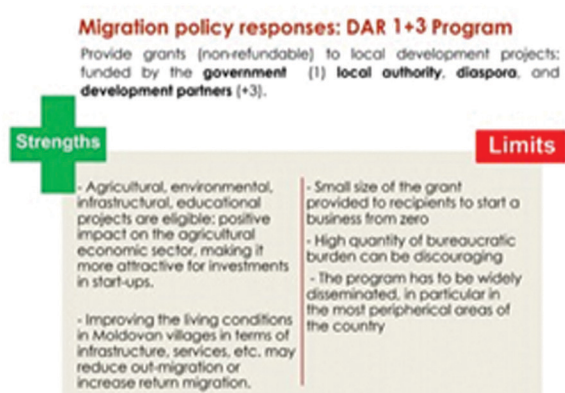 Migration policy responses: DAR 1+3 Program
Provide grants (non-refundable) to local development projects:
funded by the government (1) local authority, diaspora, and
development partners (+3).
Strengths
Limits
- Agricultural, environmental,
infrastructural, educational
projects are eligible: positive
impact on the agricultural
economic sector, making it
more attractive for investments
in start-ups.
- Improving the living conditions
in Moldovan villages in terms of
infrastructure, services, etc. may
reduce out-migration or
increase return migration.
- Small size of the grant
provided to recipients to start a
business from zero
- High quantity of bureaucratic
burden can be discouraging
- The program has to be widely
disseminated, in particular in
the most peripherical areas of
the country